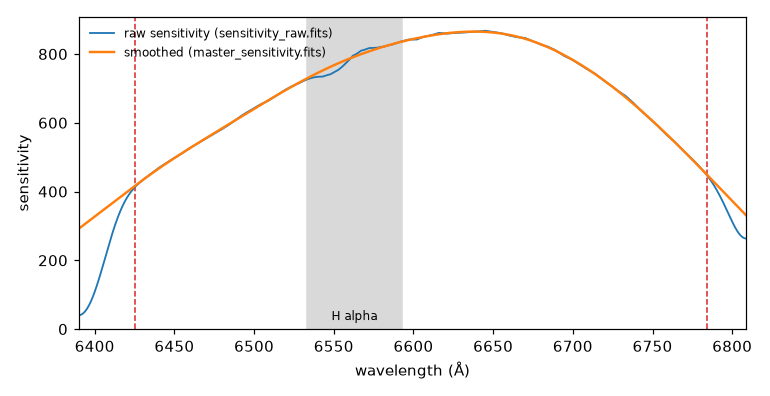 raw sensitivity (sensitivity_raw.fits)
smoothed (master_sensitivity.fits)
H alpha
sensitivity
800
600
400
200
0
6400 6450 6500 6550 6600 6650 6700 6750 6800
wavelength (Å)